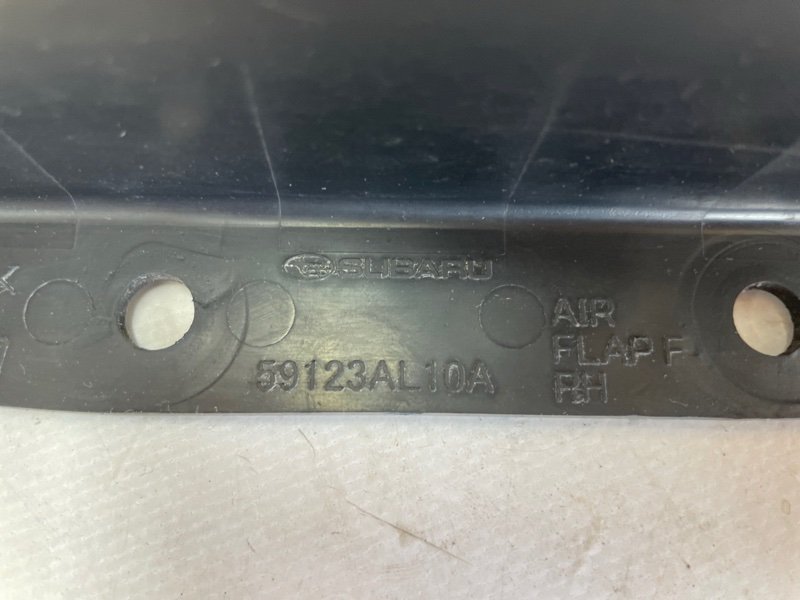 SUBARU
59123AL10A
AIR
FLAP F
RH